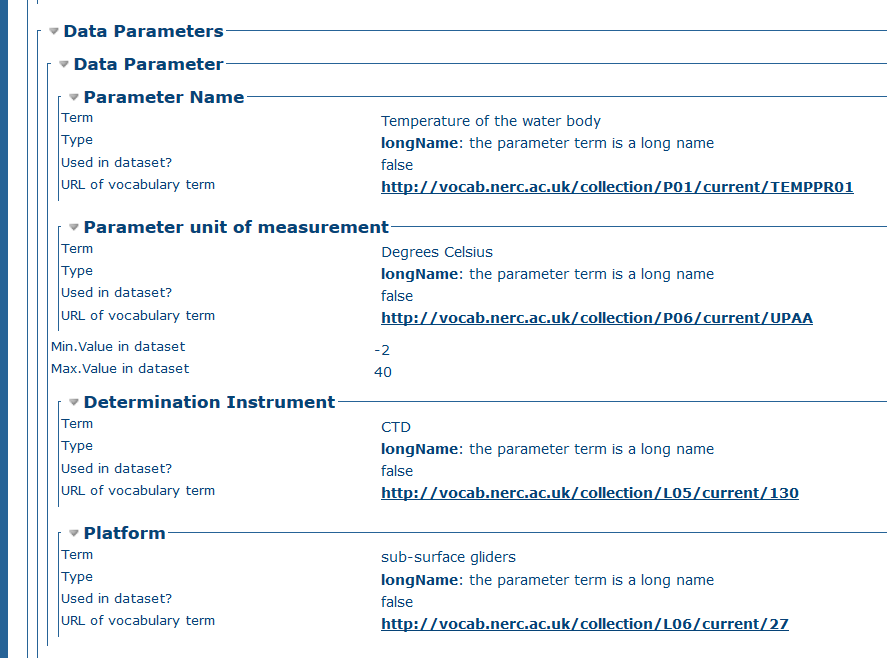 Data Parameters
Data Parameter
Parameter Name
Term Temperature of the water body
Type longName: the parameter term is a long name
Used in dataset? false
URL of vocabulary term http://vocab.nerc.ac.uk/collection/P01/current/TEMPPR01
Parameter unit of measurement
Term Degrees Celsius
Type longName: the parameter term is a long name
Used in dataset? false
URL of vocabulary term http://vocab.nerc.ac.uk/collection/P06/current/UPAA
Min.Value in dataset -2
Max.Value in dataset 40
Determination Instrument
Term CTD
Type longName: the parameter term is a long name
Used in dataset? false
URL of vocabulary term http://vocab.nerc.ac.uk/collection/L05/current/130
Platform
Term sub-surface gliders
Type longName: the parameter term is a long name
Used in dataset? false
URL of vocabulary term http://vocab.nerc.ac.uk/collection/L06/current/27